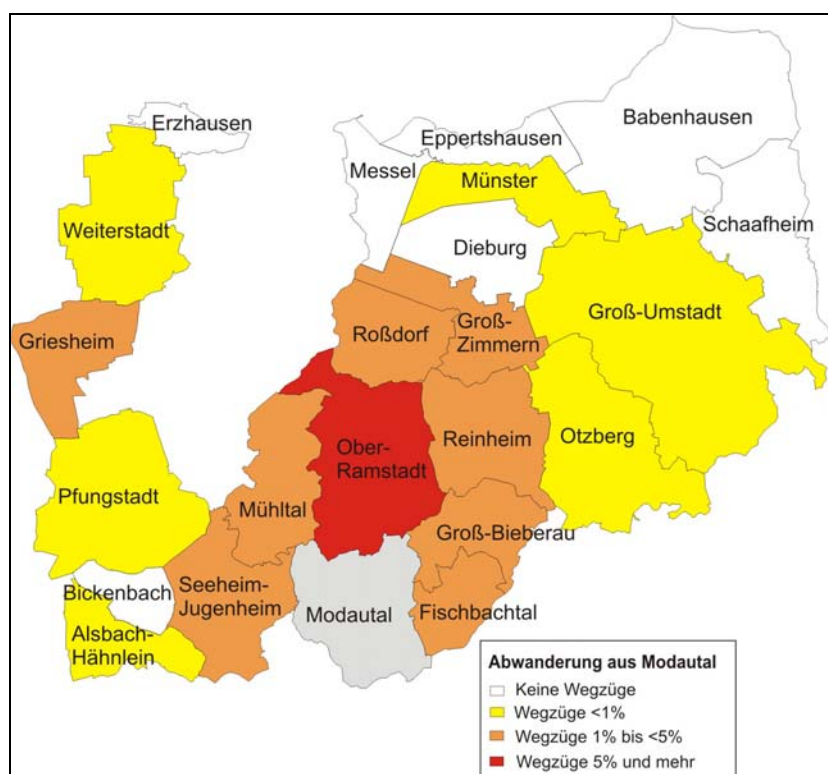 Erzhausen
Babenhausen
Eppertshausen
Messel
Münster
Weiterstadt
Schaafheim
Dieburg
Groß-Umstadt
Griesheim
Roßdorf
Groß-
Zimmern
Ober-
Ramstadt
Reinheim
Otzberg
Pfungstadt
Mühltal
Groß-Bieberau
Bickenbach
Seeheim-
Jugenheim
Modautal
Fischbachtal
Alsbach-
Hähnlein
Abwanderung aus Modautal
Keine Wegzüge
Wegzüge <1%
Wegzüge 1% bis <5%
Wegzüge 5% und mehr